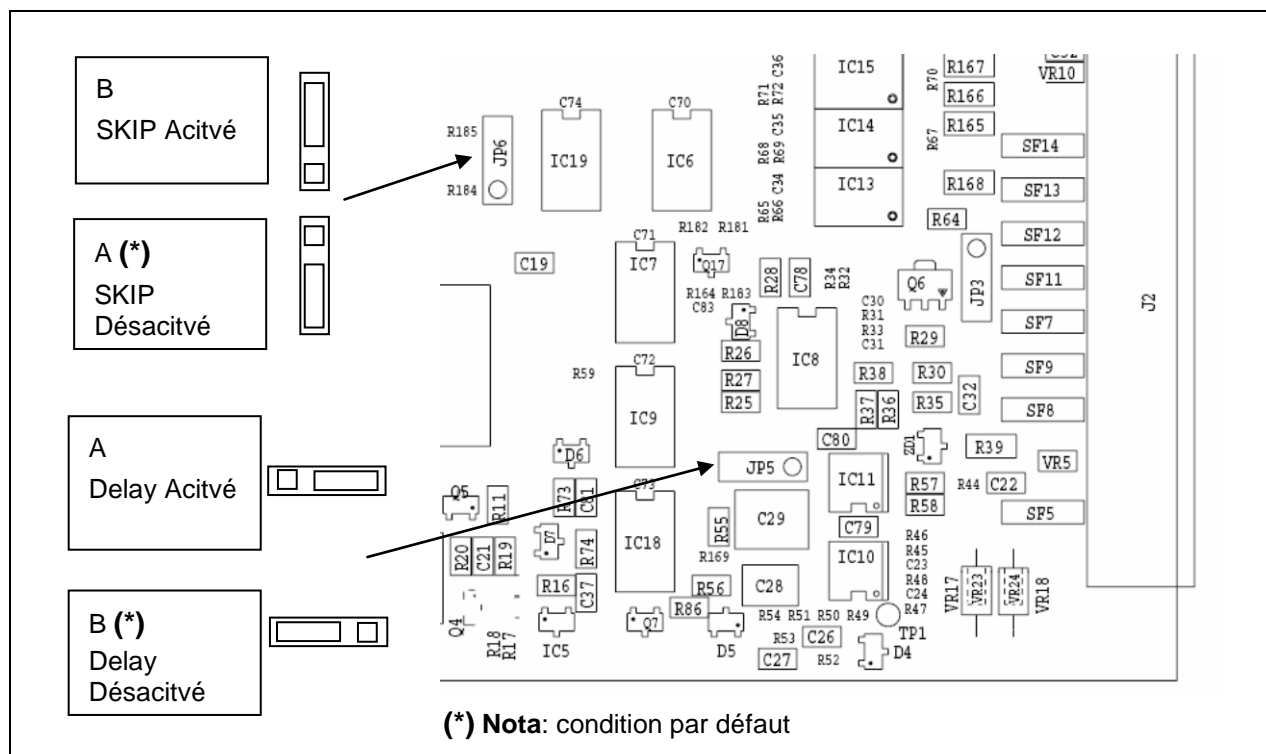 B
SKIP Acitvé
A (*)
SKIP
Désacitvé
A
Delay Acitvé
B (*)
Delay
Désacitvé
C36
R71
R72
IC15
R70
R167
C92
VR10
R166
C74
C70
R185
JP6
IC19
IC6
C35
R68
R69
IC14
R67
R165
SF14
R184
C34
R65
R66
IC13
R168
SF13
R182
R181
R64
SF12
C71
IC7
Q17
C19
R28
C78
R34
R32
Q6
JP3
SF11
J2
R164
R183
C83
C30
R31
R33
C31
D8
SF7
R26
IC8
R29
C72
R59
R27
R38
R30
SF9
R25
IC9
R37
R36
R35
C32
SF8
C80
ZD1
R39
D6
JP5
VR5
Q5
R11
R73
C81
C73
IC11
R57
R44
C22
R58
C29
SF5
R55
C79
D7
R74
IC18
R46
R20
C21
R19
R169
IC10
R45
C23
R16
C37
R56
C28
R48
C24
R47
VR17
VR23
VR24
VR18
R86
R54
R51
R50
R49
Q4
R18
R17
IC5
Q7
D5
R53
C26
TP1
C27
R52
D4
(*) Nota: condition par défaut